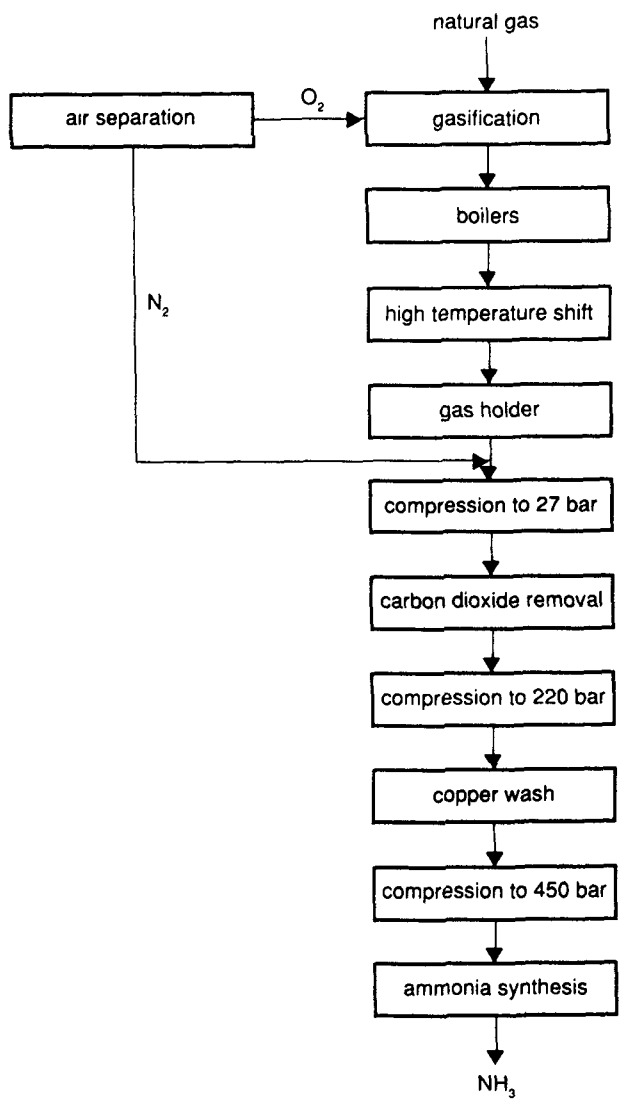 natural gas
air separation
O₂
gasification
boilers
N₂
high temperature shift
gas holder
compression to 27 bar
carbon dioxide removal
compression to 220 bar
copper wash
compression to 450 bar
ammonia synthesis
NH₃